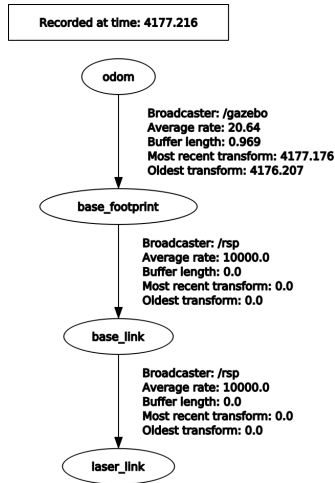 Recorded at time: 4177.216
odom
Broadcaster: /gazebo
Average rate: 20.64
Buffer length: 0.969
Most recent transform: 4177.176
Oldest transform: 4176.207
base_footprint
Broadcaster: /rsp
Average rate: 10000.0
Buffer length: 0.0
Most recent transform: 0.0
Oldest transform: 0.0
base_link
Broadcaster: /rsp
Average rate: 10000.0
Buffer length: 0.0
Most recent transform: 0.0
Oldest transform: 0.0
laser_link